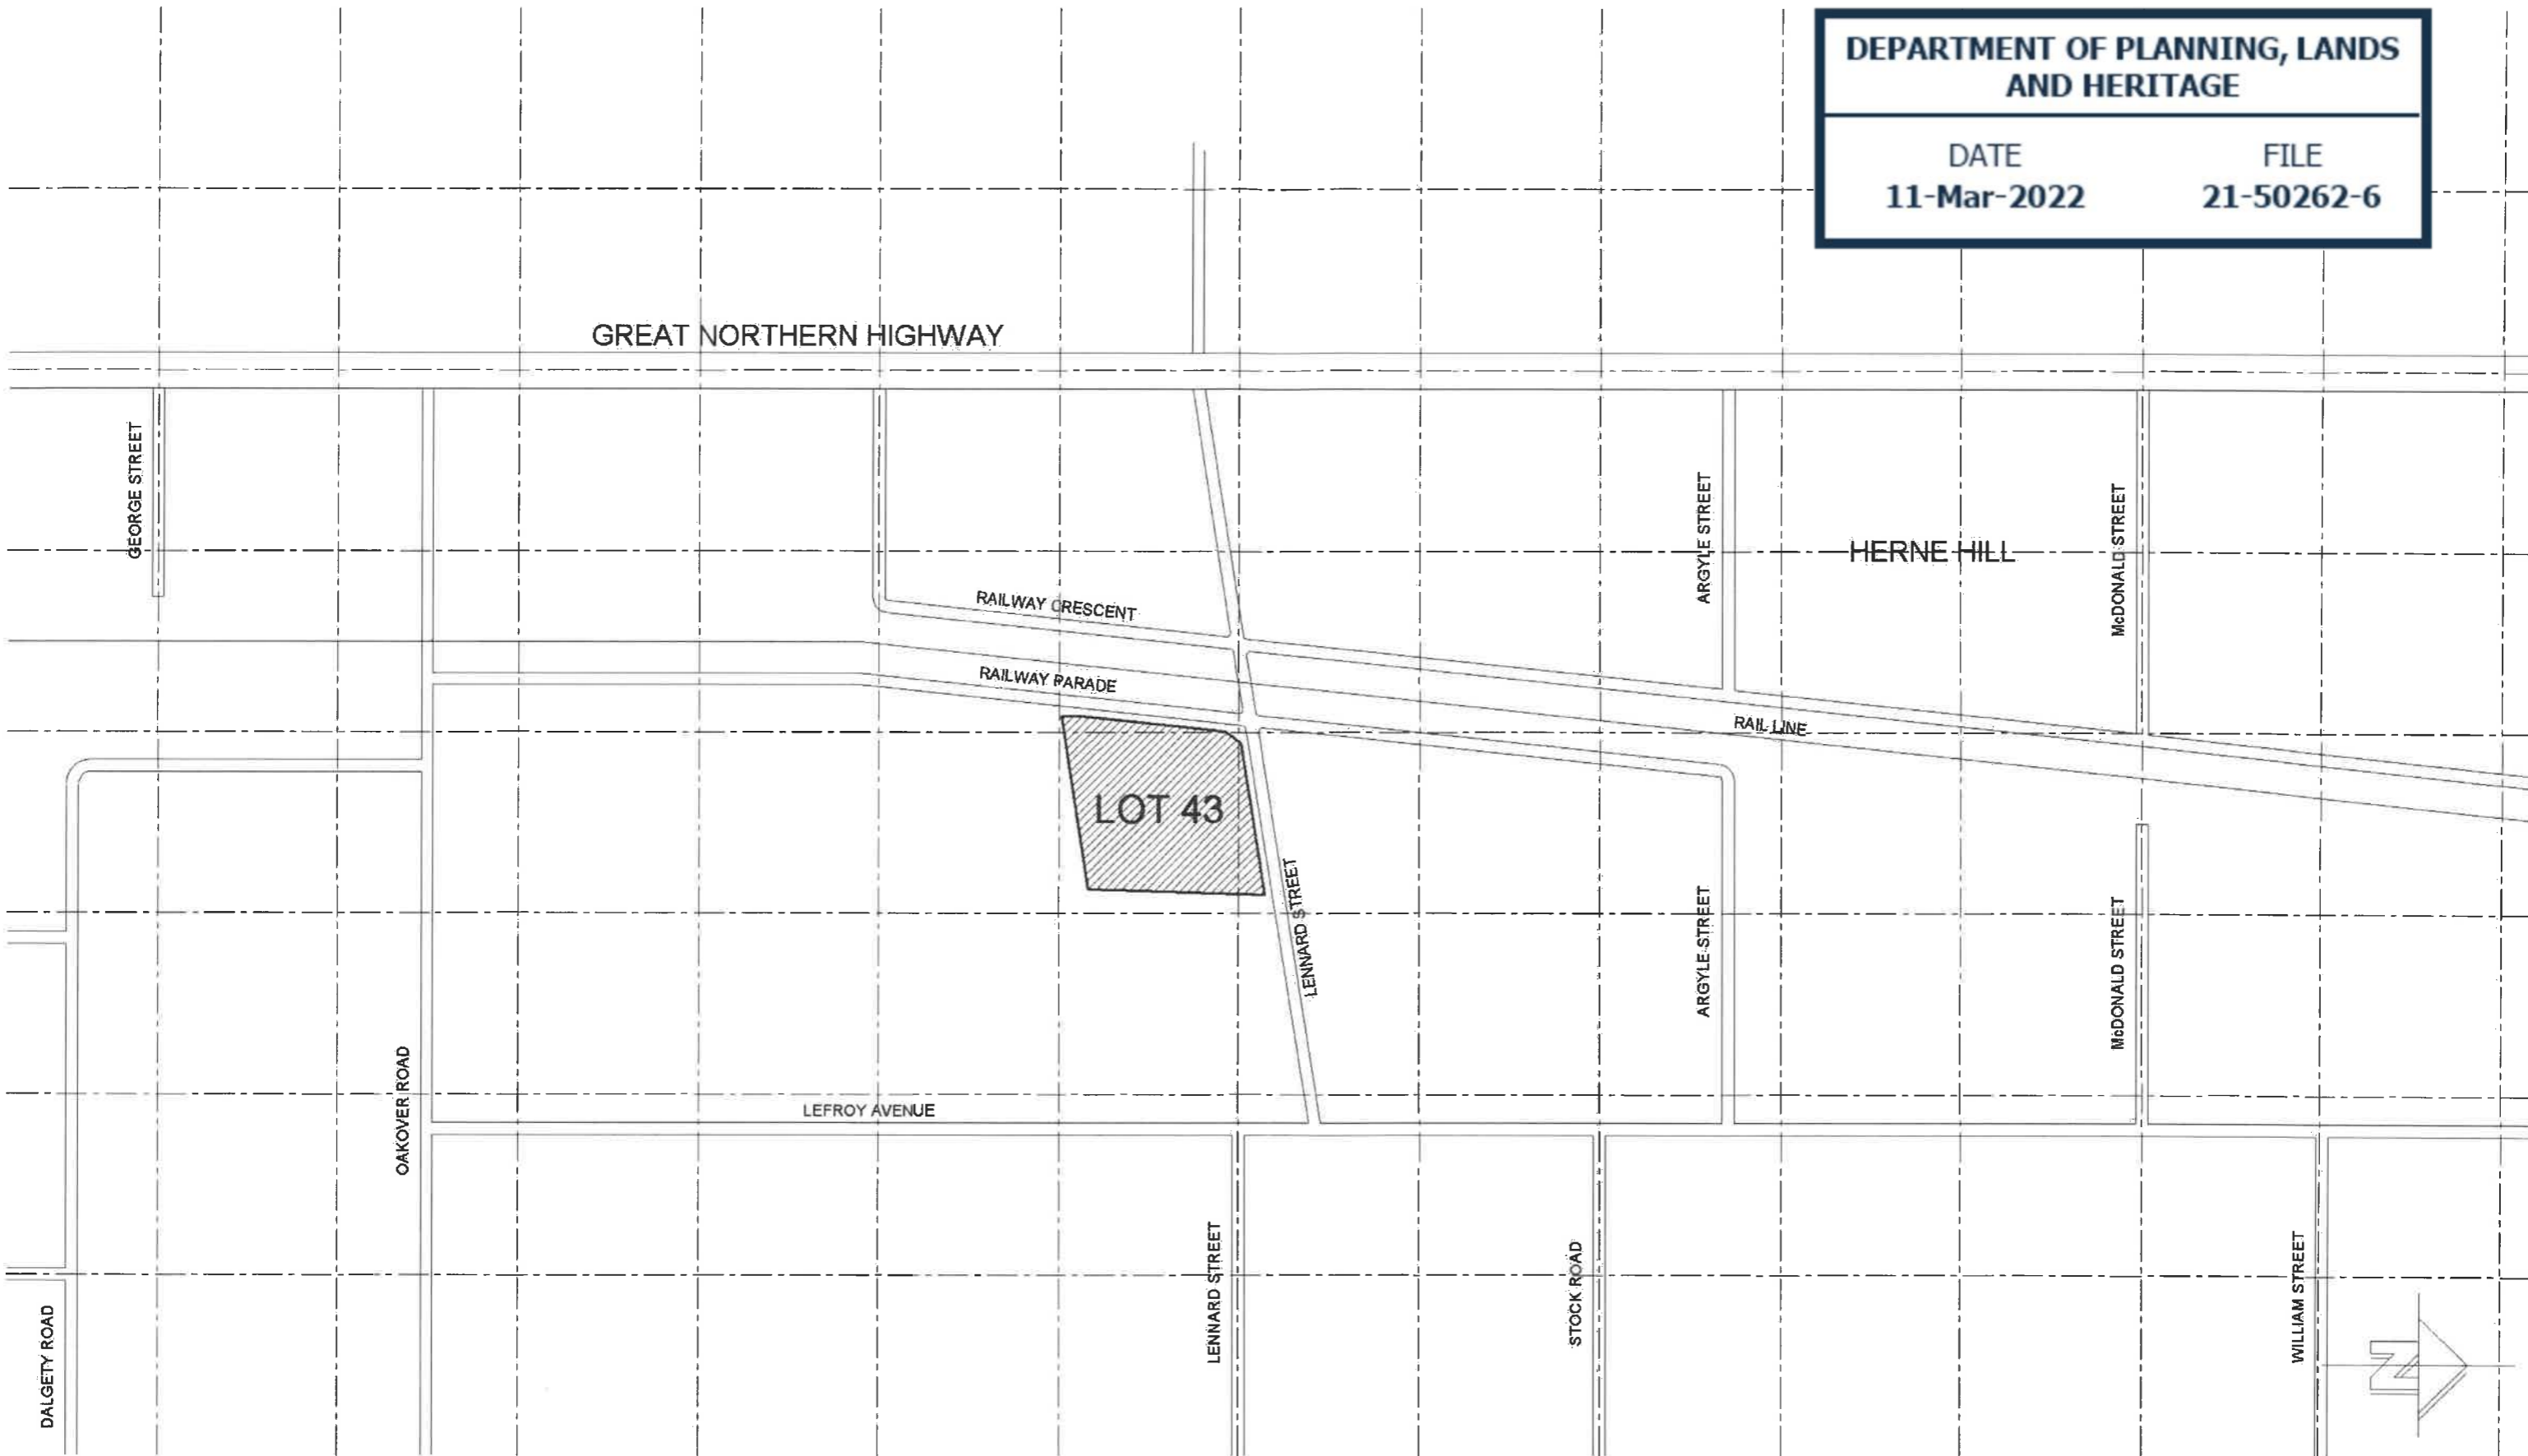 DEPARTMENT OF PLANNING, LANDS
AND HERITAGE
DATE FILE
11-Mar-2022 21-50262-6
GREAT NORTHERN HIGHWAY
GEORGE STREET
ARGYLE STREET
HERNE HILL
McDONALD STREET
RAILWAY CRESCENT
RAILWAY PARADE
RAIL LINE
LOT 43
LENNARD STREET
ARGYLE STREET
McDONALD STREET
OAKOVER ROAD
LEFROY AVENUE
DALGETY ROAD
LENNARD STREET
STOCK ROAD
WILLIAM STREET
N